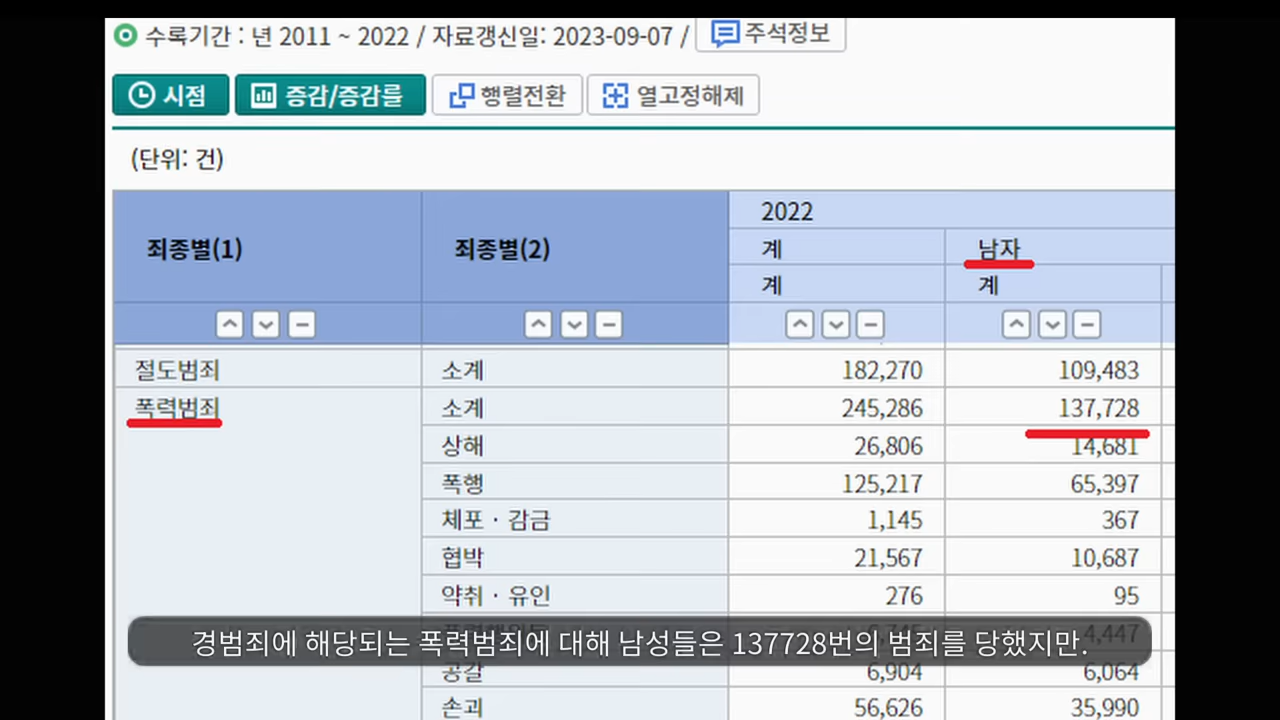 수록기간 : 년 2011 ~ 2022 / 자료갱신일: 2023-09-07 / 주석정보
시점 증감/증감률 행렬전환 열고정해제
(단위: 건)
죄종별(1) 죄종별(2) 2022
계 남자
계 계
절도범죄 소계 182,270 109,483
폭력범죄 소계 245,286 137,728
상해 26,806 14,681
폭행 125,217 65,397
체포 · 감금 1,145 367
협박 21,567 10,687
약취 · 유인 276 95
4,447
경범죄에 해당되는 폭력범죄에 대해 남성들은 137728번의 범죄를 당했지만.
공갈 6,904 6,064
손괴 56,626 35,990